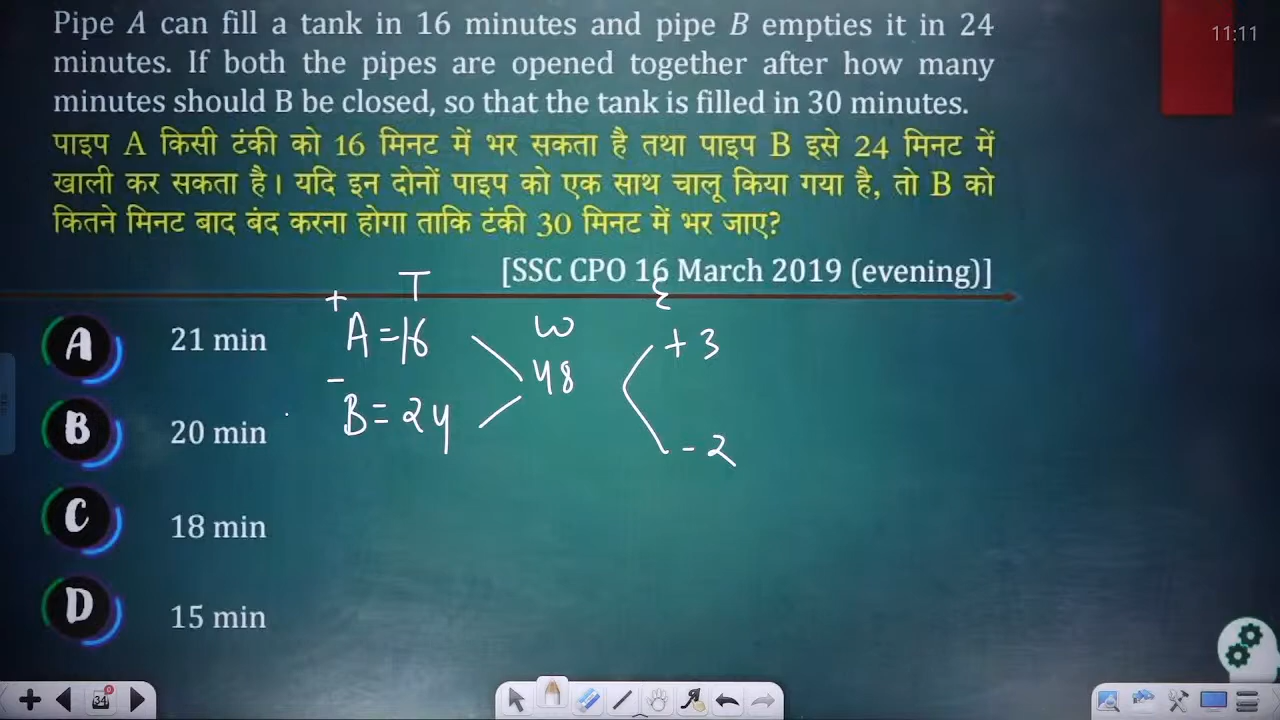 Pipe A can fill a tank in 16 minutes and pipe B empties it in 24
11:11
minutes. If both the pipes are opened together after how many
minutes should B be closed, so that the tank is filled in 30 minutes.
पाइप A किसी टंकी को 16 मिनट में भर सकता है तथा पाइप B इसे 24 मिनट में
खाली कर सकता है। यदि इन दोनों पाइप को एक साथ चालू किया गया है, तो B को
कितने मिनट बाद बंद करना होगा ताकि टंकी 30 मिनट में भर जाए?
[SSC CPO 16 March 2019 (evening)]
+ T W ε
A 21 min
A=16 48 +3
-
B 20 min
B=24 -2
C 18 min
D 15 min
34